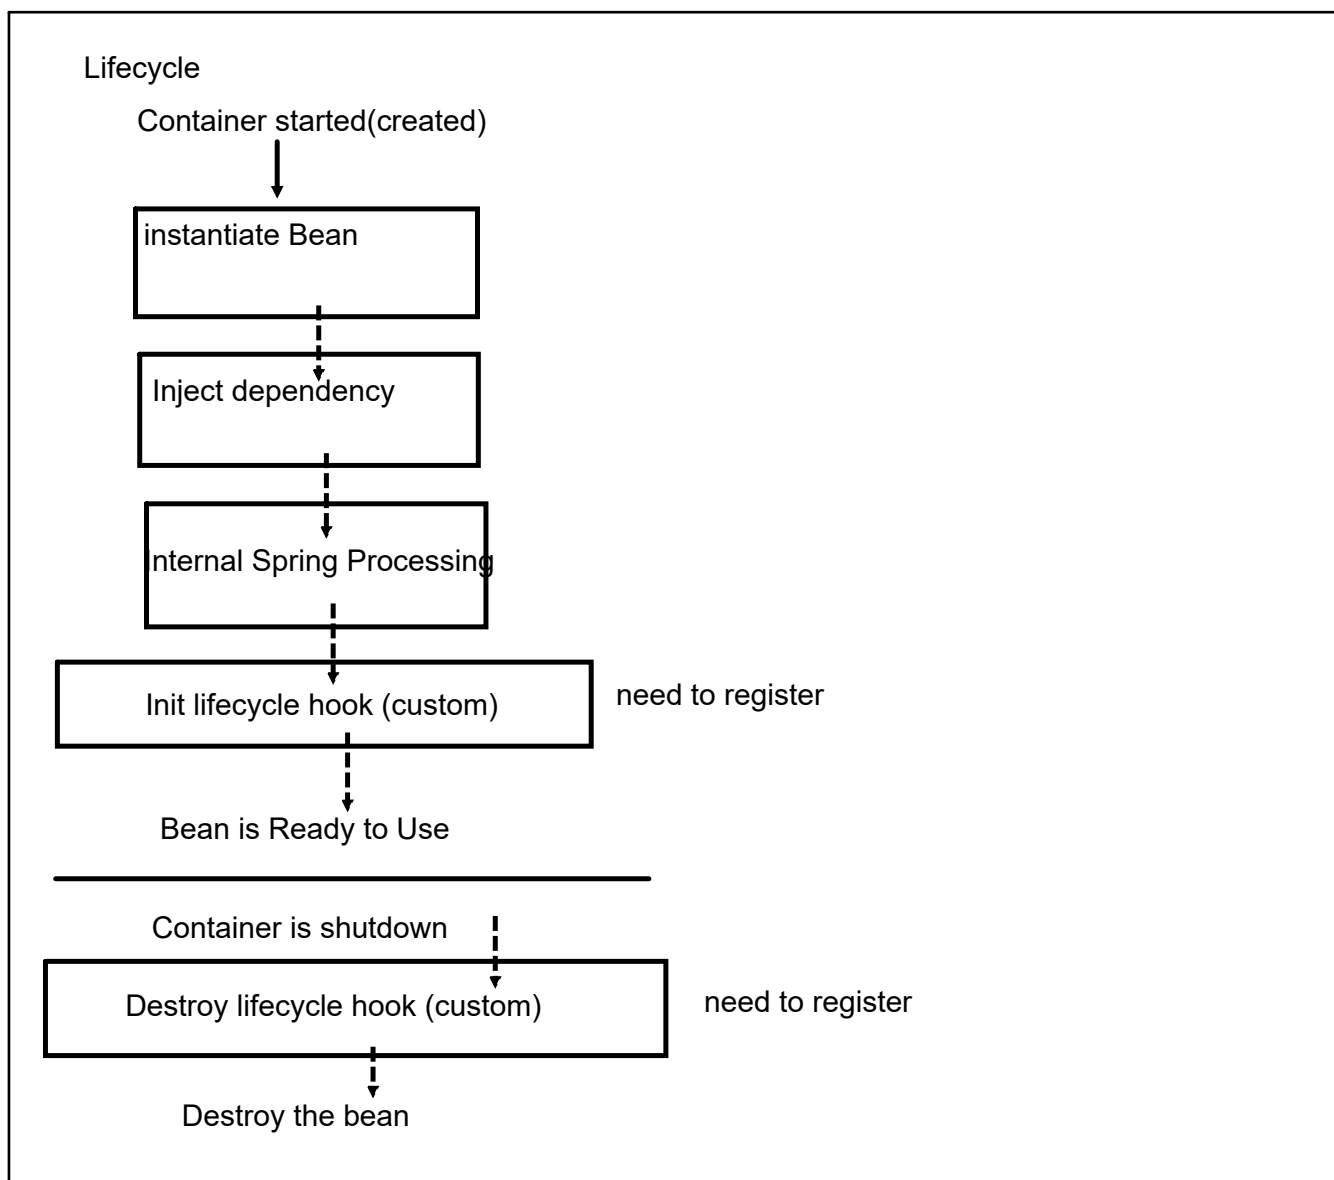 Lifecycle
Container started(created)
instantiate Bean
Inject dependency
Internal Spring Processing
Init lifecycle hook (custom)
need to register
Bean is Ready to Use
Container is shutdown
Destroy lifecycle hook (custom)
need to register
Destroy the bean